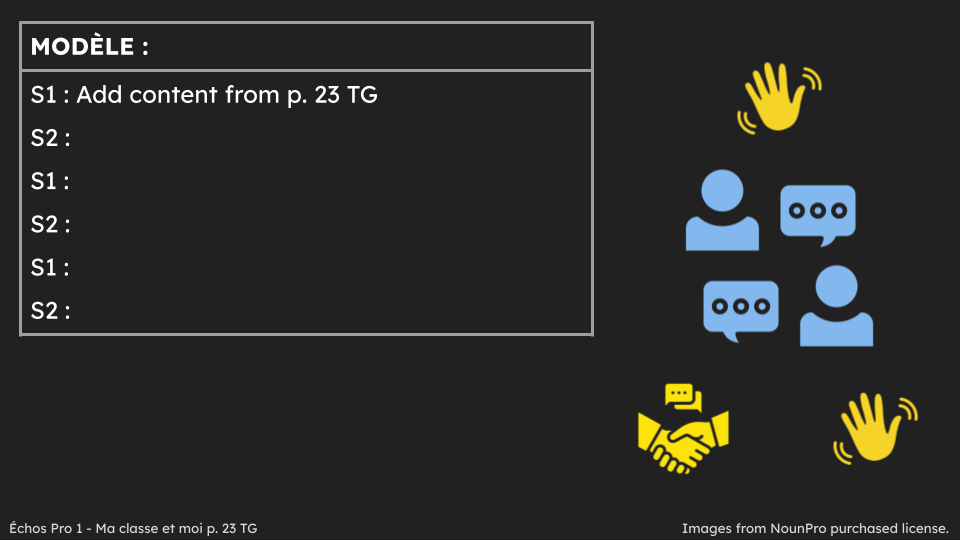 MODÈLE :
S1 : Add content from p. 23 TG
S2 :
S1 :
S2 :
S1 :
S2 :
Échos Pro 1 - Ma classe et moi p. 23 TG
Images from NounPro purchased license.